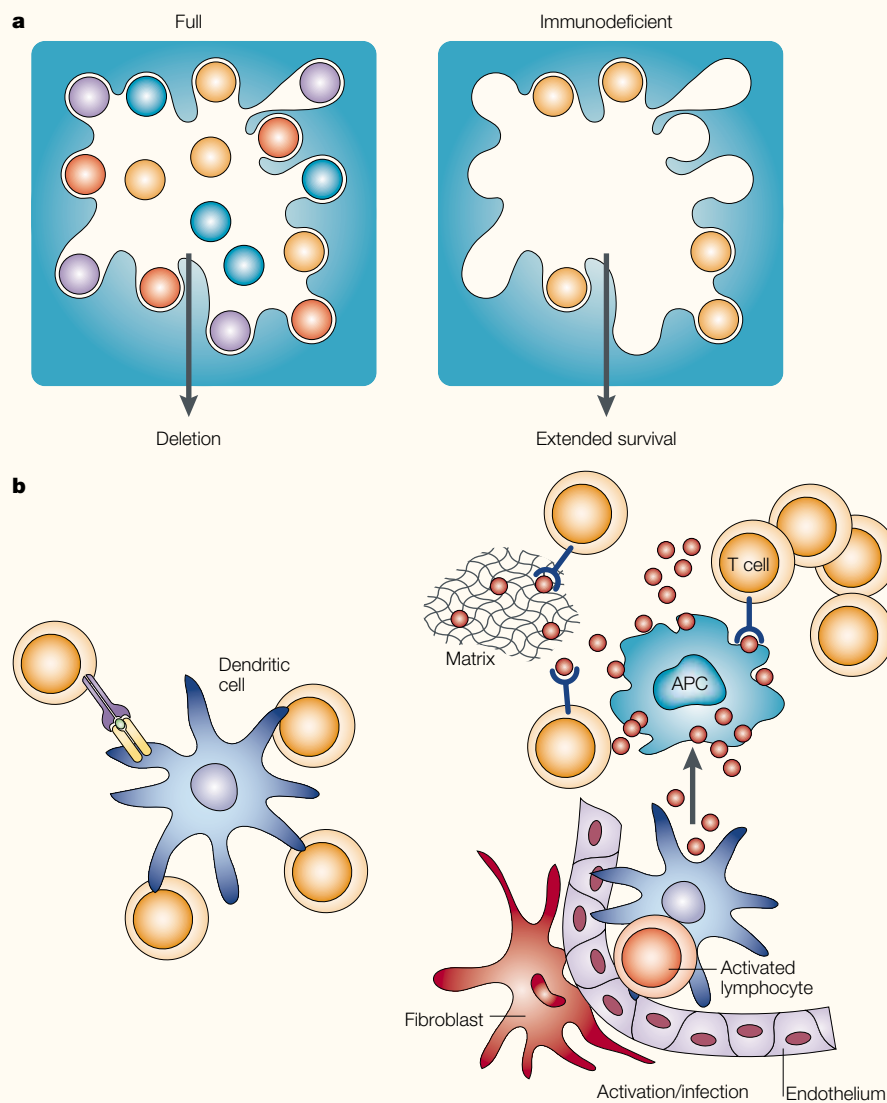 a
Full
Immunodeficient
Deletion
Extended survival
b
T cell
Dendritic
cell
Matrix
APC
Activated
lymphocyte
Fibroblast
Activation/infection
Endothelium